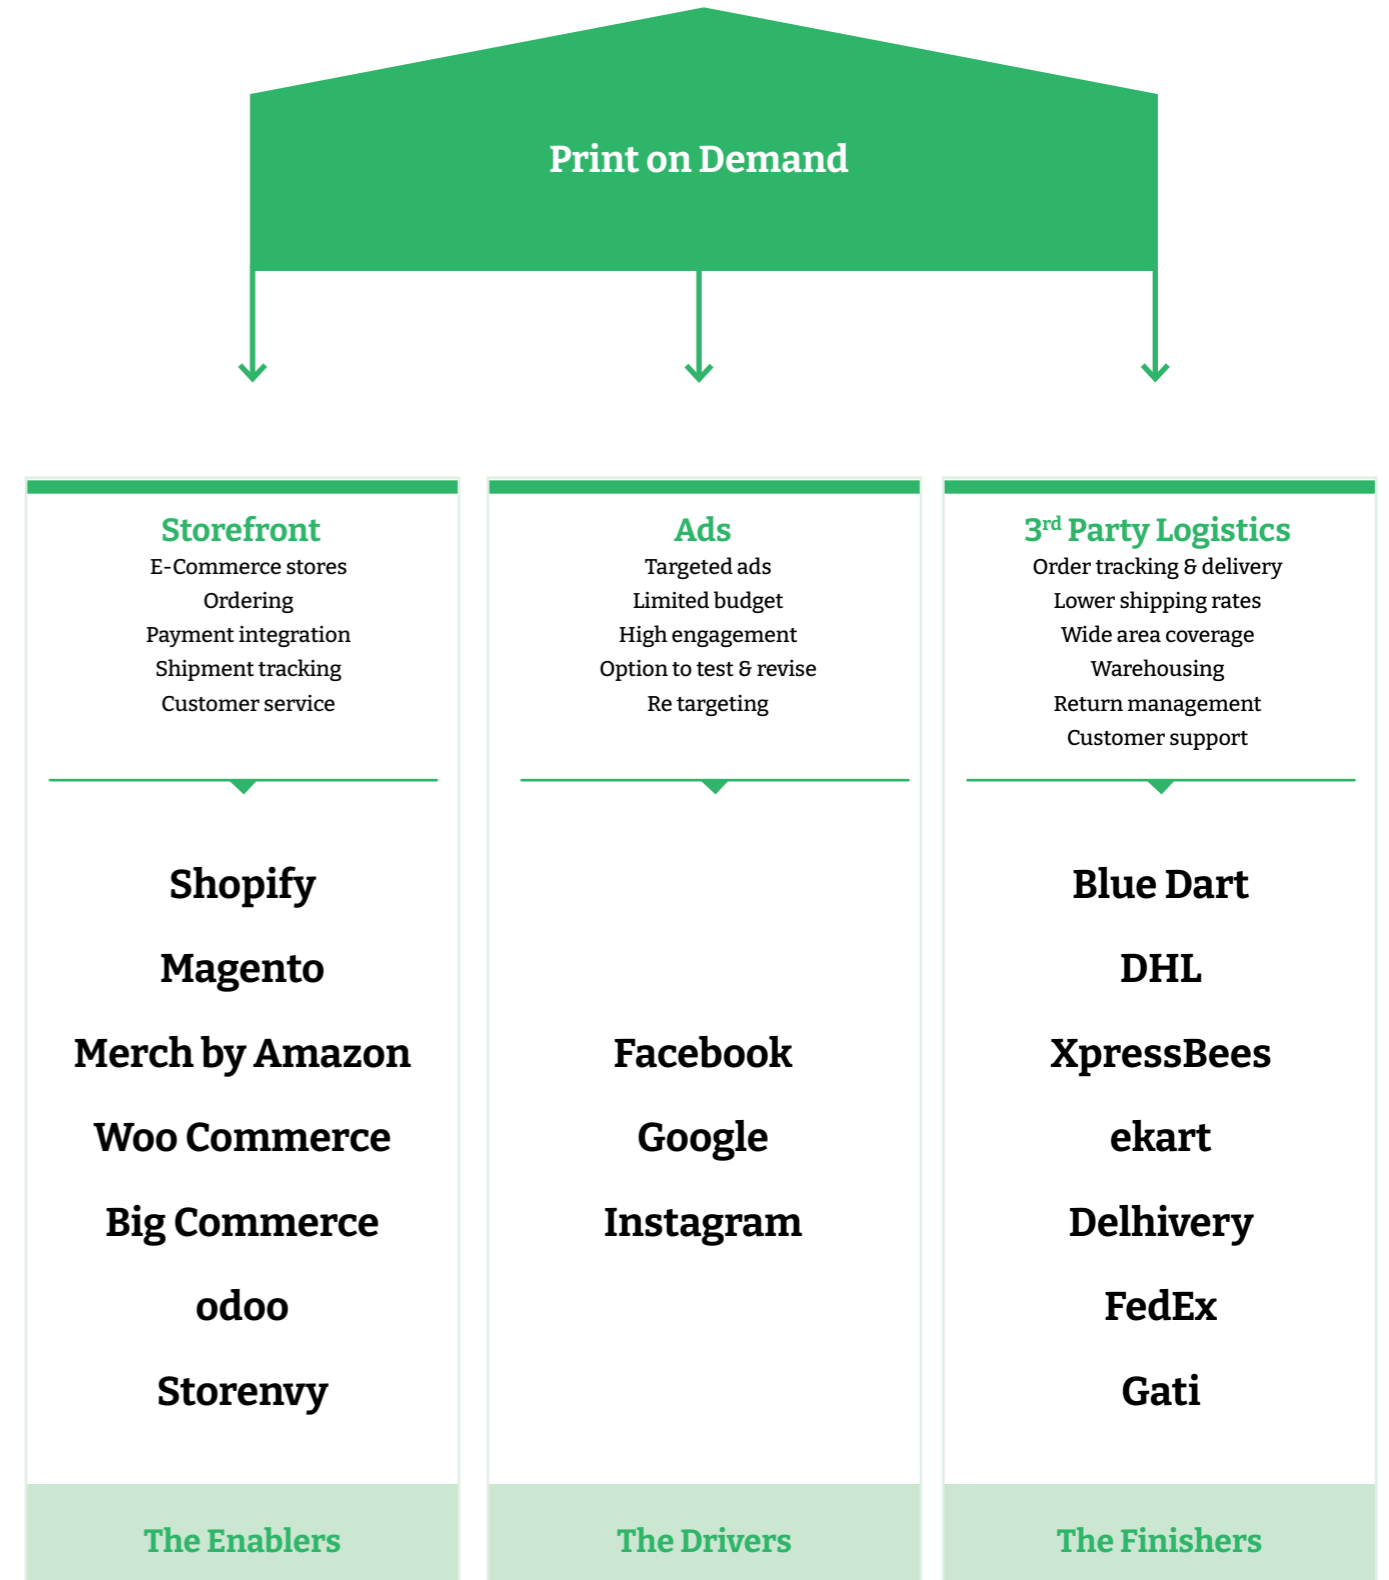 Print on Demand
Storefront
E-Commerce stores
Ordering
Payment integration
Shipment tracking
Customer service
Shopify
Magento
Merch by Amazon
Woo Commerce
Big Commerce
odoo
Storenvy
The Enablers
Ads
Targeted ads
Limited budget
High engagement
Option to test & revise
Re targeting
Facebook
Google
Instagram
The Drivers
3rd Party Logistics
Order tracking & delivery
Lower shipping rates
Wide area coverage
Warehousing
Return management
Customer support
Blue Dart
DHL
XpressBees
ekart
Delhivery
FedEx
Gati
The Finishers